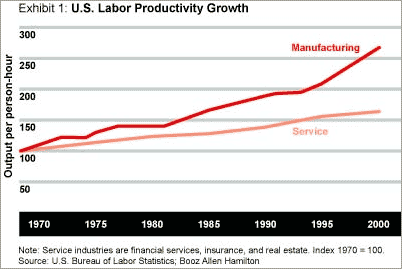 Exhibit 1: U.S. Labor Productivity Growth
Output per person-hour
300
250
200
150
100
50
Manufacturing
Service
1970 1975 1980 1985 1990 1995 2000
Note: Service industries are financial services, insurance, and real estate. Index 1970 = 100.
Source: U.S. Bureau of Labor Statistics; Booz Allen Hamilton